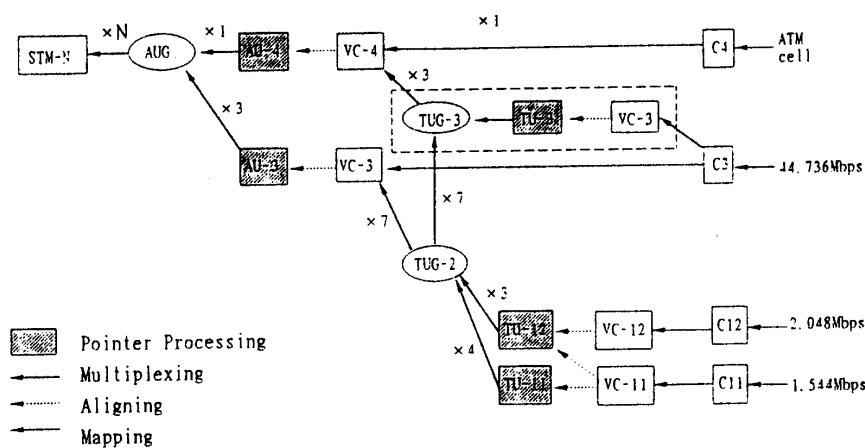 ×N
×1
×1
STM-N
AUG
AU-4
VC-4
C4
ATM
cell
×3
×3
TUG-3
TU-3
VC-3
AU-3
VC-3
C3
44.736Mbps
×7
×7
TUG-2
×3
TU-12
VC-12
C12
2.048Mbps
×4
TU-11
VC-11
C11
1.544Mbps
Pointer Processing
Multiplexing
Aligning
Mapping